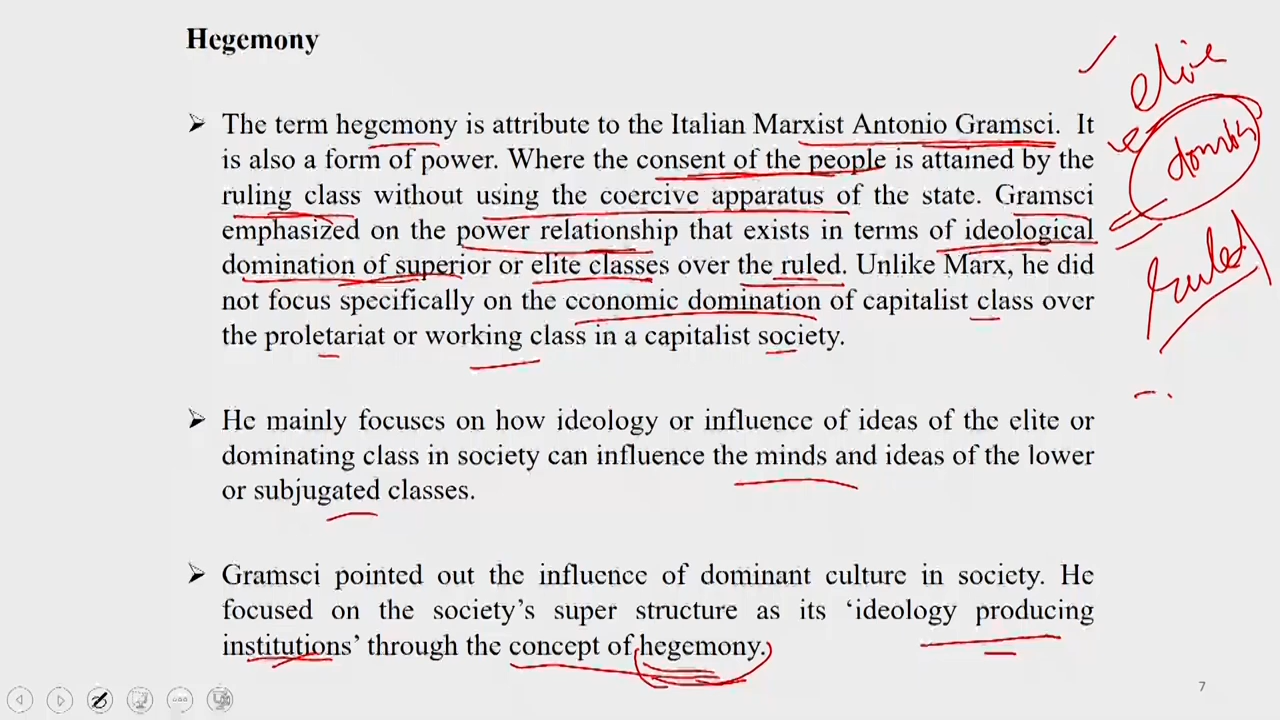 Hegemony
➢ The term hegemony is attribute to the Italian Marxist Antonio Gramsci. It
is also a form of power. Where the consent of the people is attained by the
ruling class without using the coercive apparatus of the state. Gramsci
emphasized on the power relationship that exists in terms of ideological
domination of superior or elite classes over the ruled. Unlike Marx, he did
not focus specifically on the economic domination of capitalist class over
the proletariat or working class in a capitalist society.
➢ He mainly focuses on how ideology or influence of ideas of the elite or
dominating class in society can influence the minds and ideas of the lower
or subjugated classes.
➢ Gramsci pointed out the influence of dominant culture in society. He
focused on the society's super structure as its ‘ideology producing
institutions’ through the concept of hegemony.
elite
ruled
7